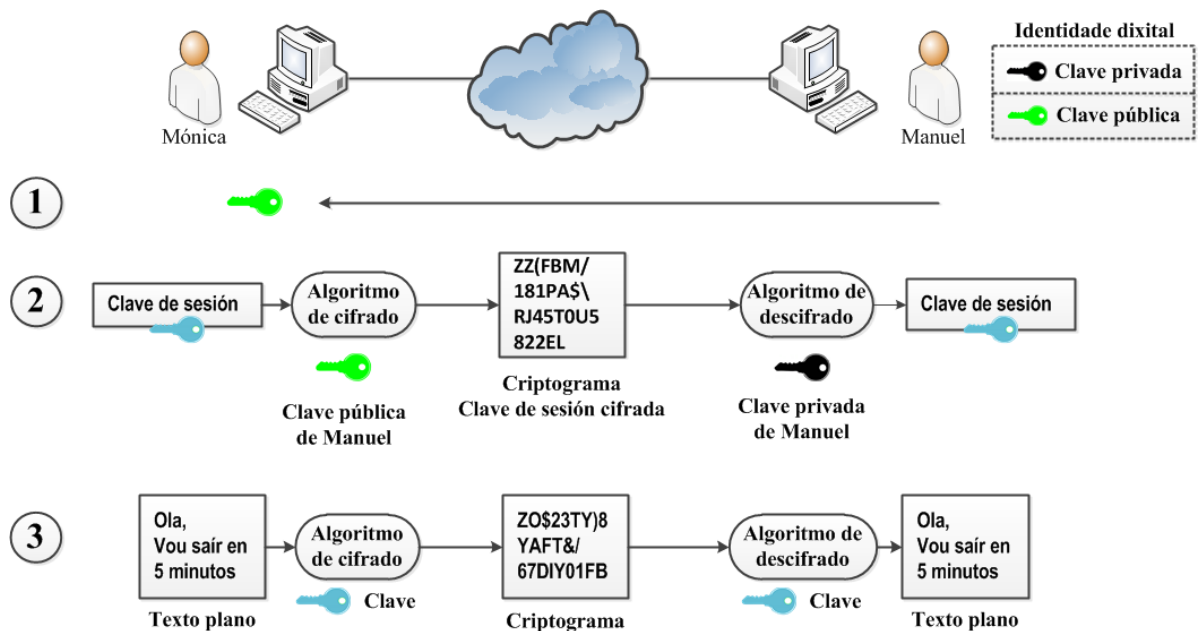 Identidade dixital
Clave privada
Clave pública
Mónica
Manuel
1
2
Clave de sesión
Algoritmo
de cifrado
ZZ(FBM/
181PA$\
RJ45T0U5
822EL
Algoritmo de
descifrado
Clave de sesión
Clave pública
de Manuel
Criptograma
Clave de sesión cifrada
Clave privada
de Manuel
3
Ola,
Vou saír en
5 minutos
Algoritmo
de cifrado
ZO$23TY)8
YAFT&/
67DIY01FB
Algoritmo de
descifrado
Ola,
Vou saír en
5 minutos
Texto plano
Clave
Criptograma
Clave
Texto plano